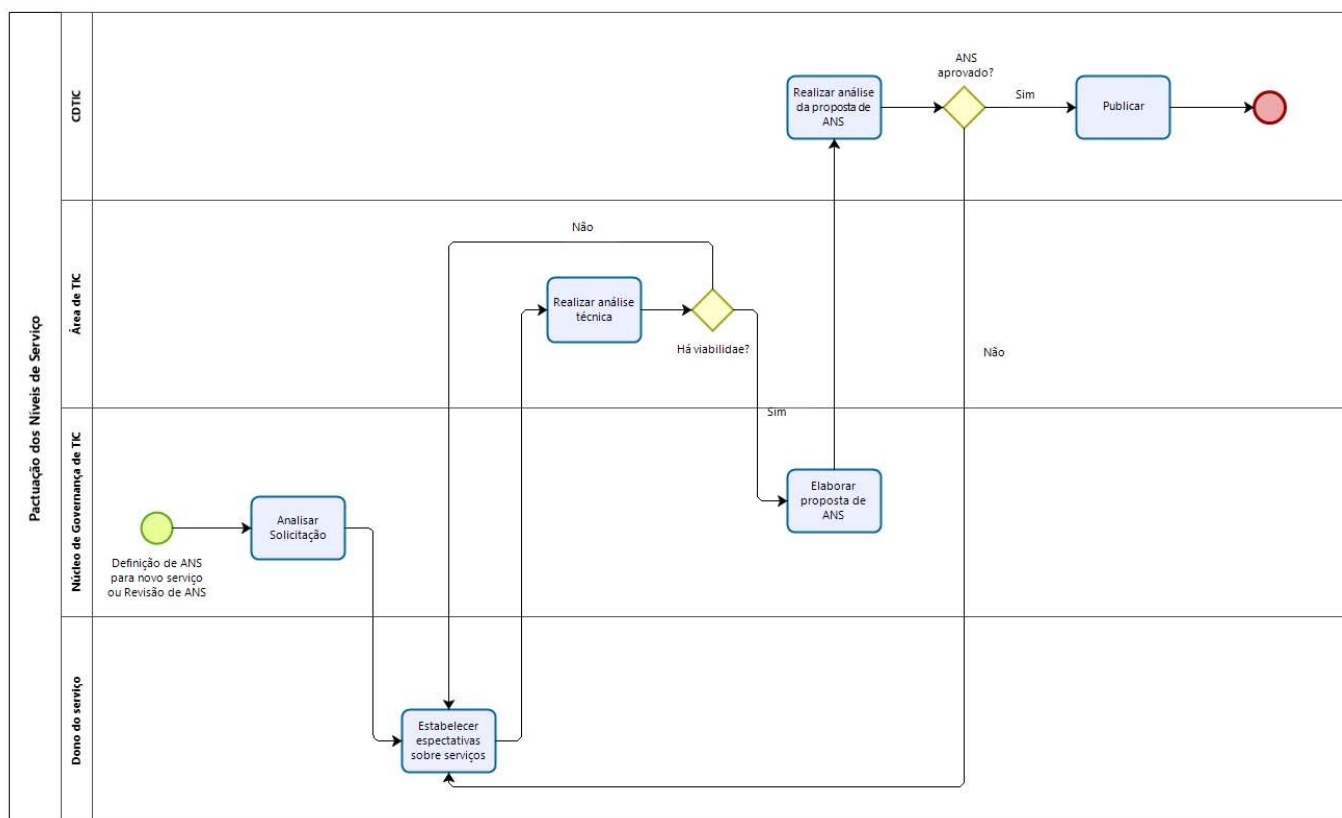 Pactuação dos Níveis de Serviço
CDTIC
Realizar análise
da proposta de
ANS
ANS
aprovado?
Sim
Publicar
Área de TIC
Não
Realizar análise
técnica
Há viabilidae?
Não
Sim
Núcleo de Governança de TIC
Definição de ANS
para novo serviço
ou Revisão de ANS
Analisar
Solicitação
Elaborar
proposta de
ANS
Dono do serviço
Estabelecer
espectativas
sobre serviços